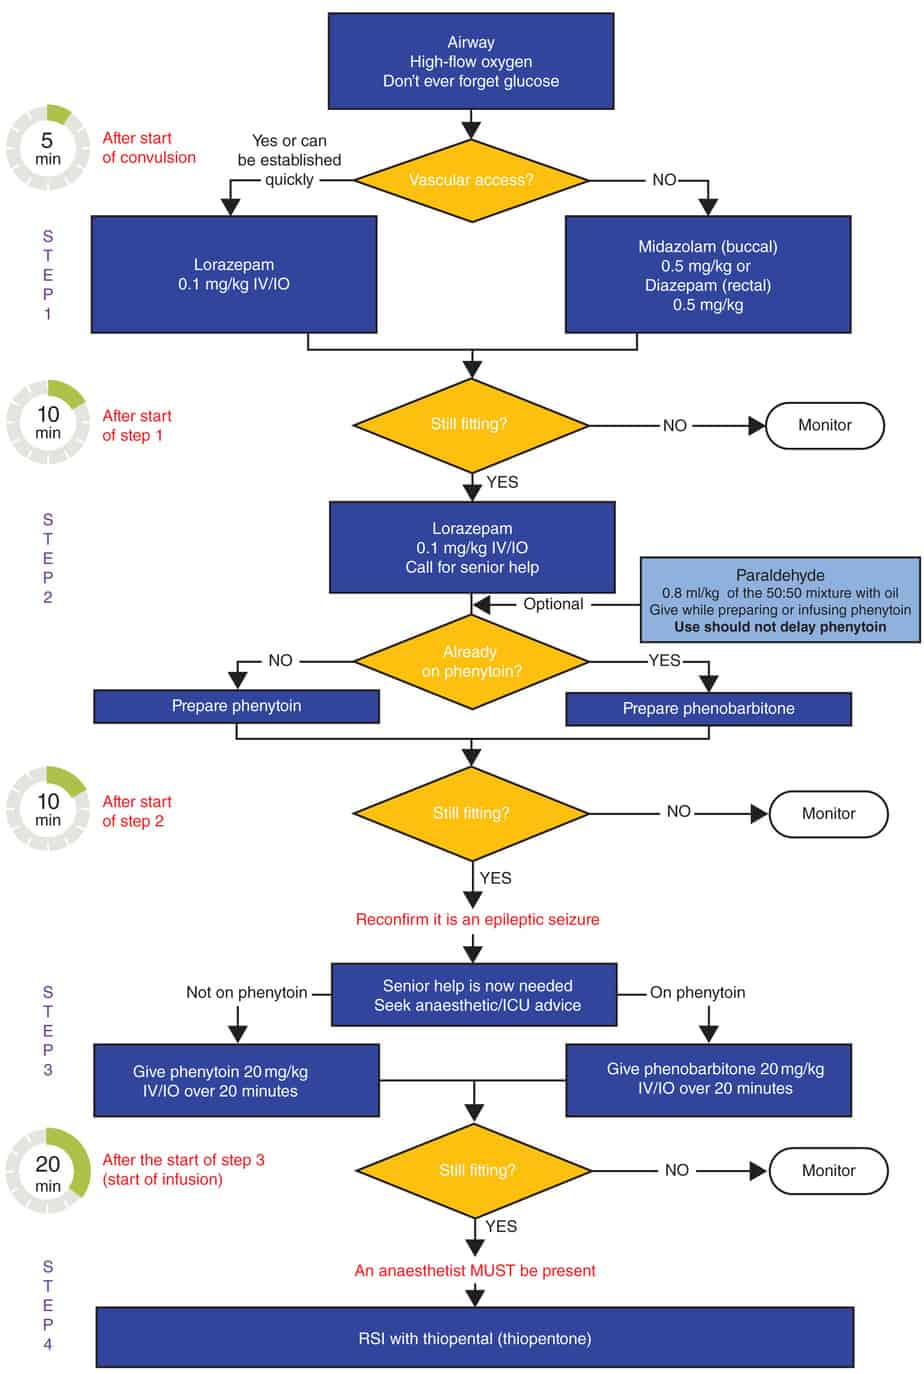 Airway
High-flow oxygen
Don't ever forget glucose
5
min
After start
of convulsion
Yes or can
be established
quickly
Vascular access?
NO
S
T
E
P
1
Lorazepam
0.1 mg/kg IV/IO
Midazolam (buccal)
0.5 mg/kg or
Diazepam (rectal)
0.5 mg/kg
10
min
After start
of step 1
Still fitting?
NO
Monitor
YES
S
T
E
P
2
Lorazepam
0.1 mg/kg IV/IO
Call for senior help
Optional
Paraldehyde
0.8 ml/kg of the 50:50 mixture with oil
Give while preparing or infusing phenytoin
Use should not delay phenytoin
NO
Already
on phenytoin?
YES
Prepare phenytoin
Prepare phenobarbitone
10
min
After start
of step 2
Still fitting?
NO
Monitor
YES
Reconfirm it is an epileptic seizure
S
T
E
P
3
Not on phenytoin
Senior help is now needed
Seek anaesthetic/ICU advice
On phenytoin
Give phenytoin 20 mg/kg
IV/IO over 20 minutes
Give phenobarbitone 20 mg/kg
IV/IO over 20 minutes
20
min
After the start of step 3
(start of infusion)
Still fitting?
NO
Monitor
YES
An anaesthetist MUST be present
S
T
E
P
4
RSI with thiopental (thiopentone)